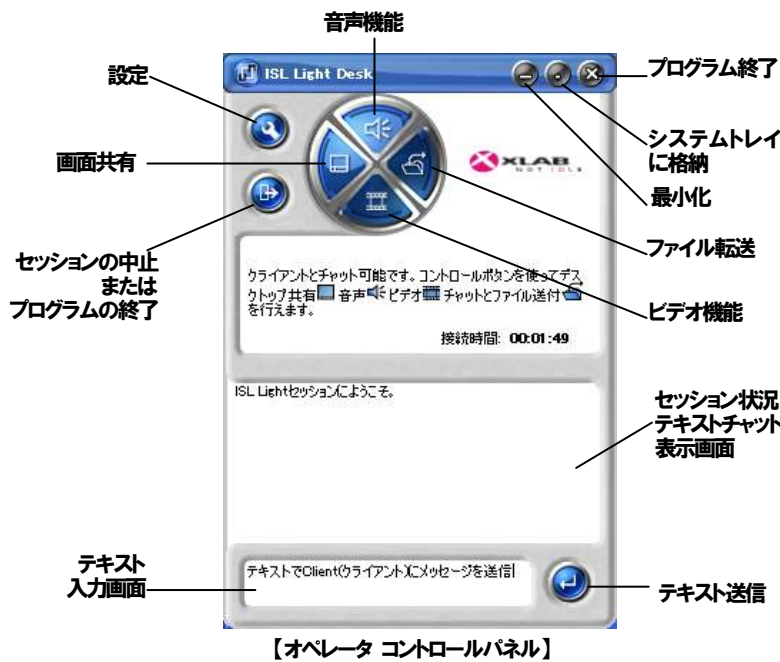 音声機能
設定
ISL Light Desk
プログラム終了
システムトレイ
に格納
画面共有
XLAB
NOT IDLE
最小化
ファイル転送
セッションの中止
または
プログラムの終了
クライアントとチャット可能です。コントロールボタンを使ってデス
クトップ共有 音声 ビデオ チャットとファイル送付
を行えます。
ビデオ機能
接続時間: 00:01:49
ISL Lightセッションにようこそ。
セッション状況
テキストチャット
表示画面
テキスト
入力画面
テキストでClient(クライアント)にメッセージを送信
テキスト送信
【オペレータ コントロールパネル】